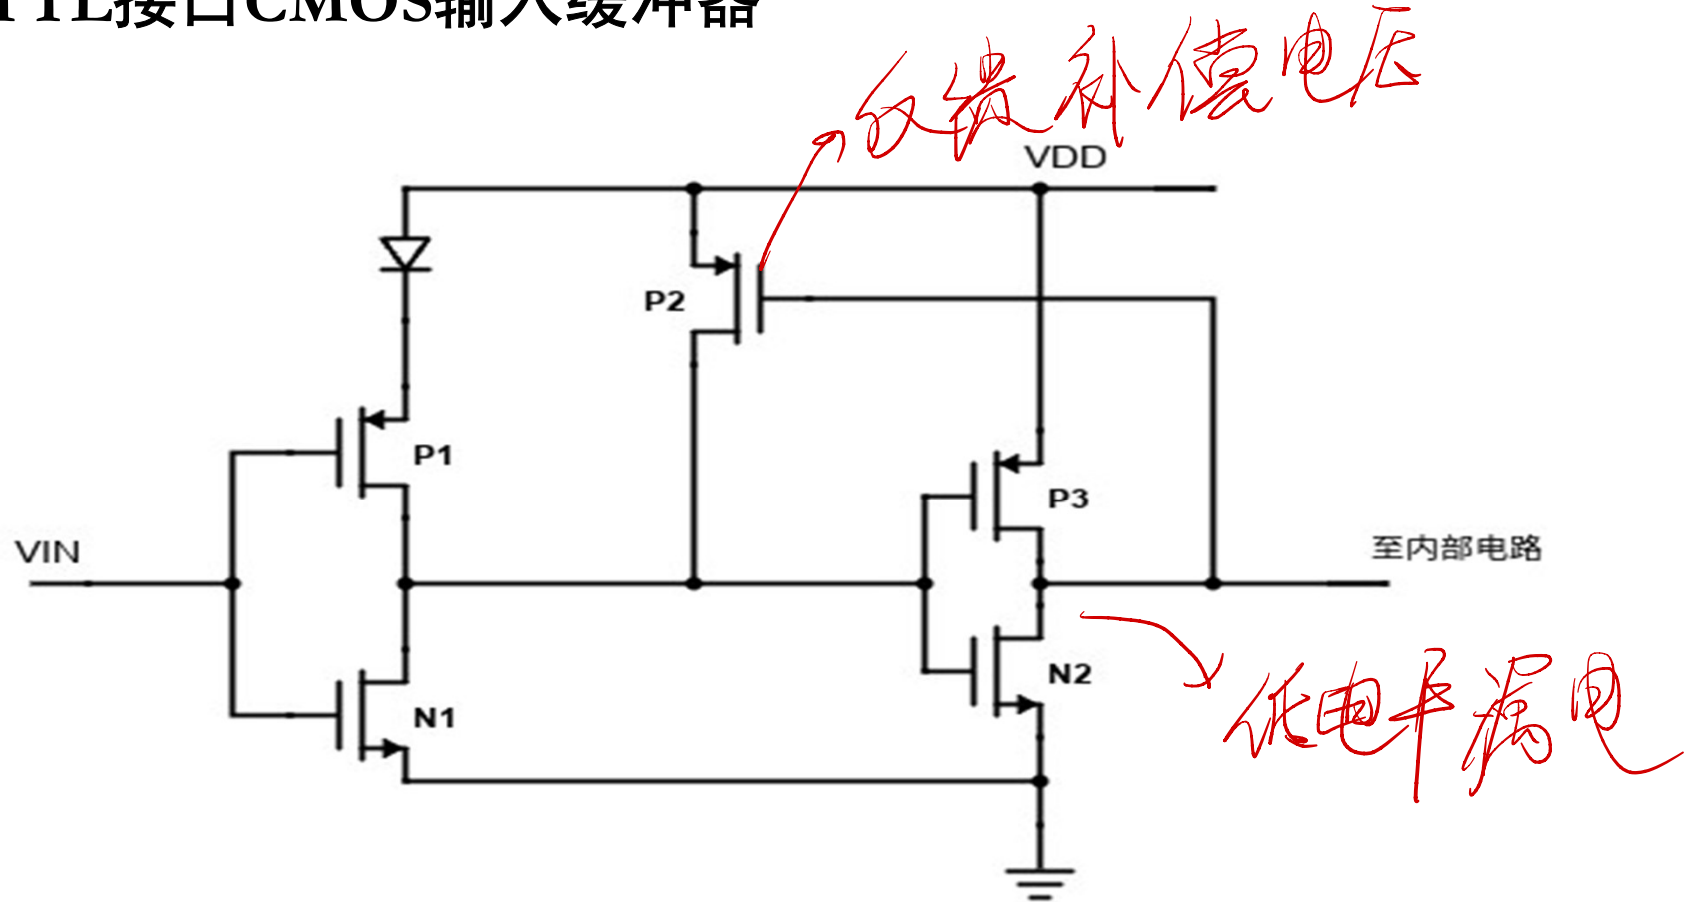 TTL接口CMOS输入缓冲器
反馈补偿电压
VDD
P2
P1
P3
VIN
至内部电路
N2
N1
低电平漏电